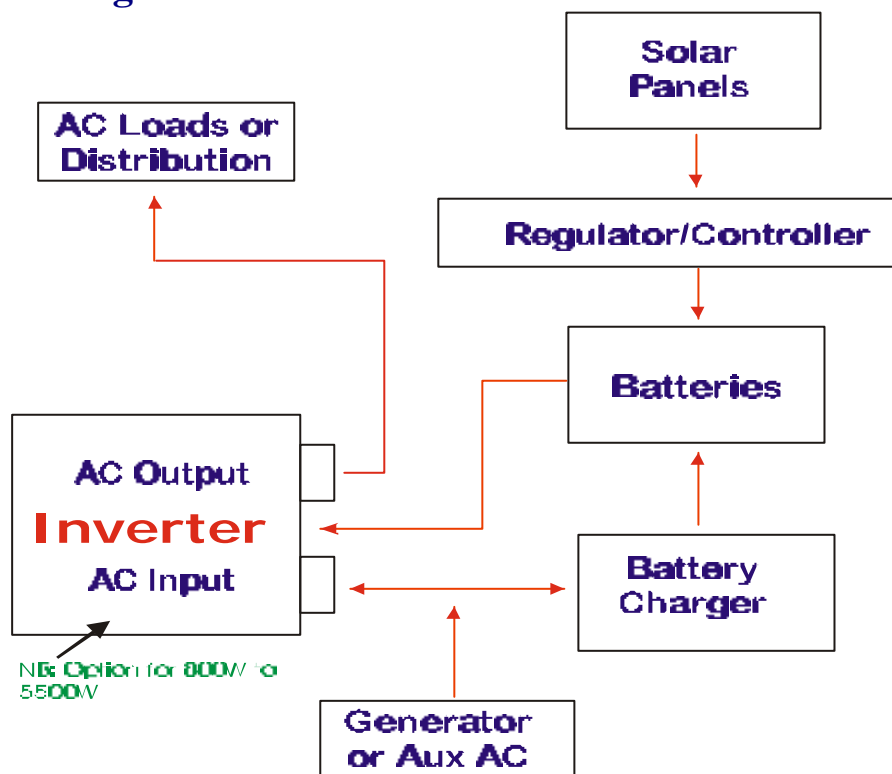 Solar
Panels
AC Loads or
Distribution
Regulator/Controller
Batteries
AC Output
Inverter
AC Input
Battery
Charger
NB: Option for 800W to
5500W
Generator
or Aux AC